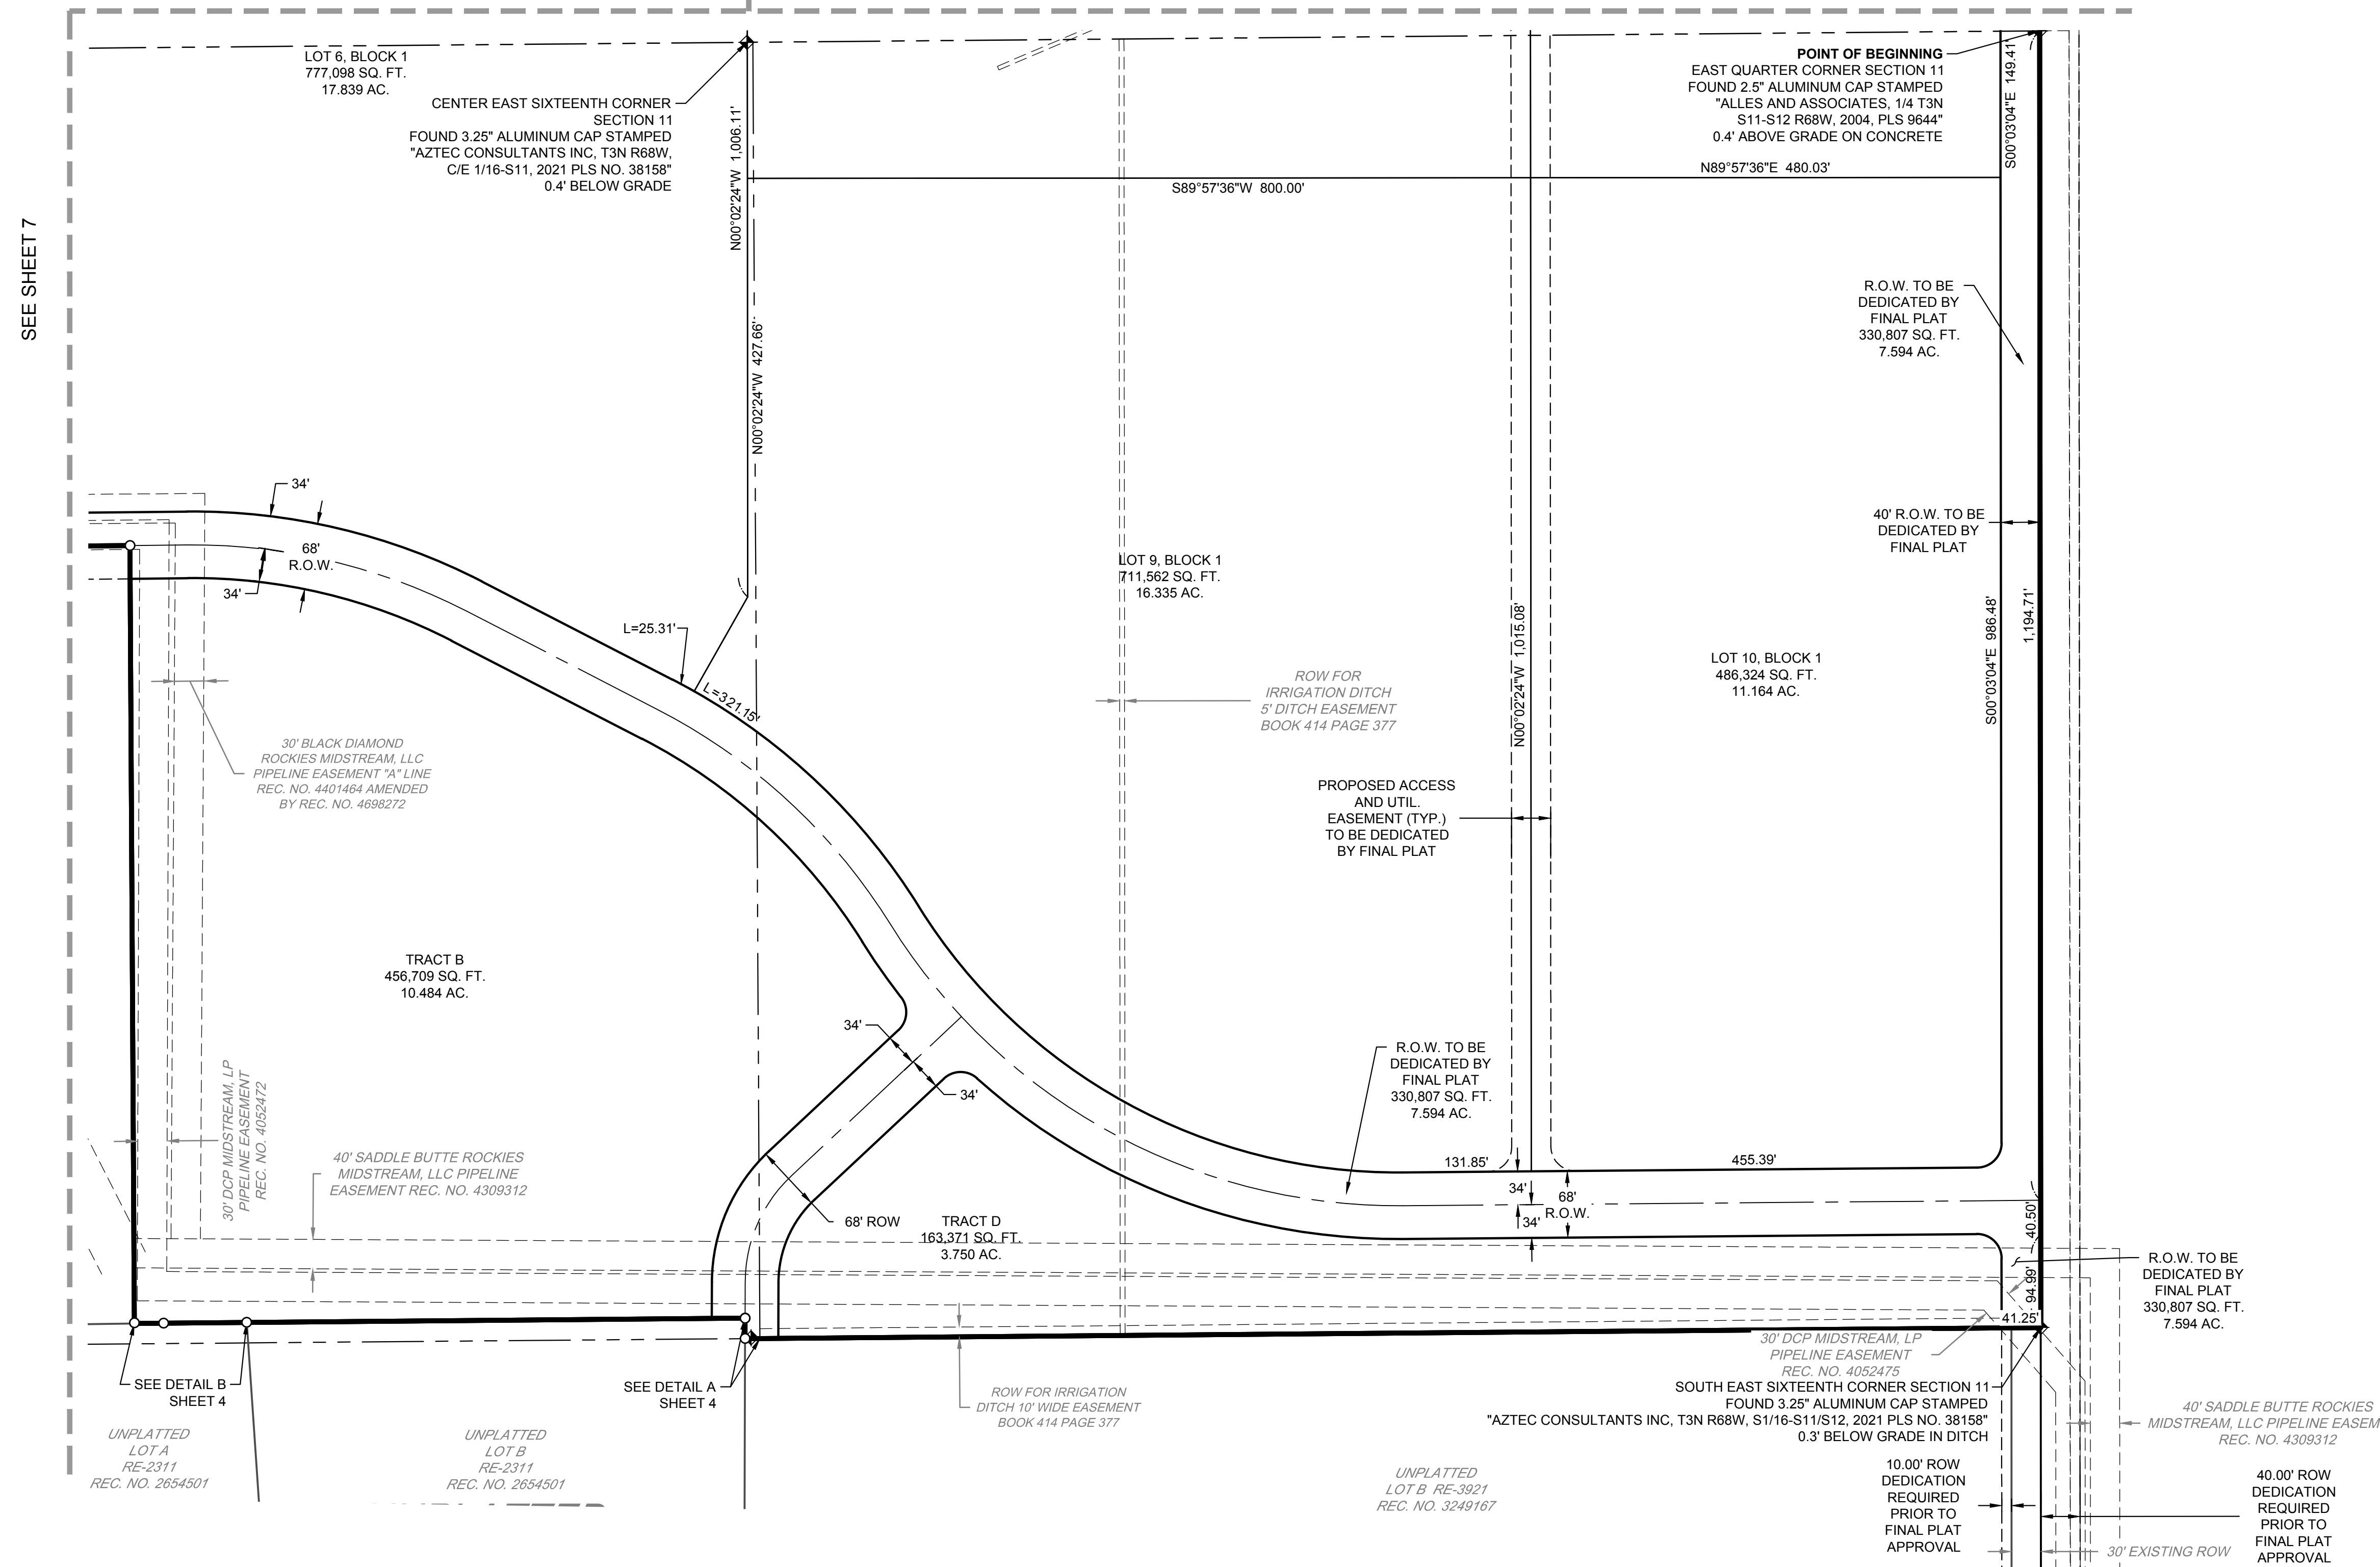 SEE SHEET 7
LOT 6, BLOCK 1
777,098 SQ. FT.
17.839 AC.
CENTER EAST SIXTEENTH CORNER
SECTION 11
FOUND 3.25" ALUMINUM CAP STAMPED
"AZTEC CONSULTANTS INC, T3N R68W,
C/E 1/16-S11, 2021 PLS NO. 38158"
0.4' BELOW GRADE
N00°02'24"W 1,006.11'
N00°02'24"W 427.66'
S89°57'36"W 800.00'
POINT OF BEGINNING
EAST QUARTER CORNER SECTION 11
FOUND 2.5" ALUMINUM CAP STAMPED
"ALLES AND ASSOCIATES, 1/4 T3N
S11-S12 R68W, 2004, PLS 9644"
0.4' ABOVE GRADE ON CONCRETE
N89°57'36"E 480.03'
S00°03'04"E 149.41'
R.O.W. TO BE
DEDICATED BY
FINAL PLAT
330,807 SQ. FT.
7.594 AC.
40' R.O.W. TO BE
DEDICATED BY
FINAL PLAT
S00°03'04"E 986.48'
1,194.71'
34'
68'
R.O.W.
34'
L=25.31'
L=321.15'
LOT 9, BLOCK 1
711,562 SQ. FT.
16.335 AC.
ROW FOR
IRRIGATION DITCH
5' DITCH EASEMENT
BOOK 414 PAGE 377
N00°02'24"W 1,015.08'
LOT 10, BLOCK 1
486,324 SQ. FT.
11.164 AC.
30' BLACK DIAMOND
ROCKIES MIDSTREAM, LLC
PIPELINE EASEMENT "A" LINE
REC. NO. 4401464 AMENDED
BY REC. NO. 4698272
PROPOSED ACCESS
AND UTIL.
EASEMENT (TYP.)
TO BE DEDICATED
BY FINAL PLAT
TRACT B
456,709 SQ. FT.
10.484 AC.
34'
34'
R.O.W. TO BE
DEDICATED BY
FINAL PLAT
330,807 SQ. FT.
7.594 AC.
30' DCP MIDSTREAM, LP
PIPELINE EASEMENT
REC. NO. 4052472
40' SADDLE BUTTE ROCKIES
MIDSTREAM, LLC PIPELINE
EASEMENT REC. NO. 4309312
131.85'
455.39'
34'
68'
R.O.W.
34'
68' ROW
TRACT D
163,371 SQ. FT.
3.750 AC.
40.50'
94.99'
41.25'
R.O.W. TO BE
DEDICATED BY
FINAL PLAT
330,807 SQ. FT.
7.594 AC.
30' DCP MIDSTREAM, LP
PIPELINE EASEMENT
REC. NO. 4052475
SEE DETAIL B
SHEET 4
SEE DETAIL A
SHEET 4
ROW FOR IRRIGATION
DITCH 10' WIDE EASEMENT
BOOK 414 PAGE 377
SOUTH EAST SIXTEENTH CORNER SECTION 11
FOUND 3.25" ALUMINUM CAP STAMPED
"AZTEC CONSULTANTS INC, T3N R68W, S1/16-S11/S12, 2021 PLS NO. 38158"
0.3' BELOW GRADE IN DITCH
40' SADDLE BUTTE ROCKIES
MIDSTREAM, LLC PIPELINE EASEM
REC. NO. 4309312
UNPLATTED
LOT A
RE-2311
REC. NO. 2654501
UNPLATTED
LOT B
RE-2311
REC. NO. 2654501
UNPLATTED
LOT B RE-3921
REC. NO. 3249167
10.00' ROW
DEDICATION
REQUIRED
PRIOR TO
FINAL PLAT
APPROVAL
40.00' ROW
DEDICATION
REQUIRED
PRIOR TO
FINAL PLAT
APPROVAL
30' EXISTING ROW